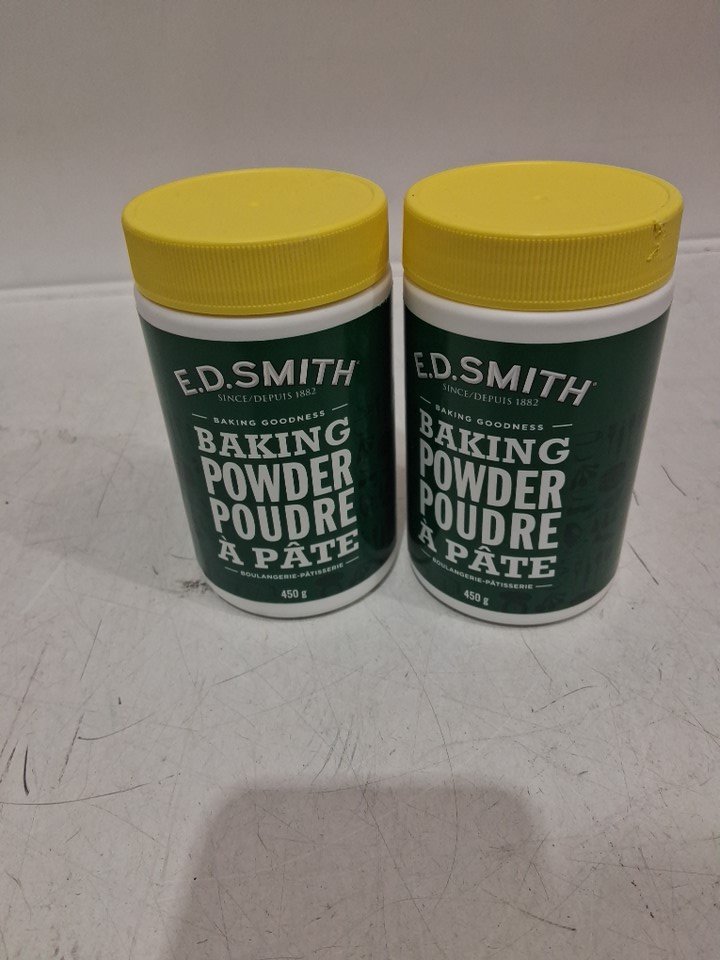 E.D.SMITH
SINCE/DEPUIS 1882
BAKING GOODNESS
BAKING
POWDER
POUDRE
À PÂTE
BOULANGERIE-PÂTISSERIE
450 g
E.D.SMITH®
SINCE/DEPUIS 1882
BAKING GOODNESS
BAKING
POWDER
POUDRE
À PÂTE
BOULANGERIE-PÂTISSERIE
450 g